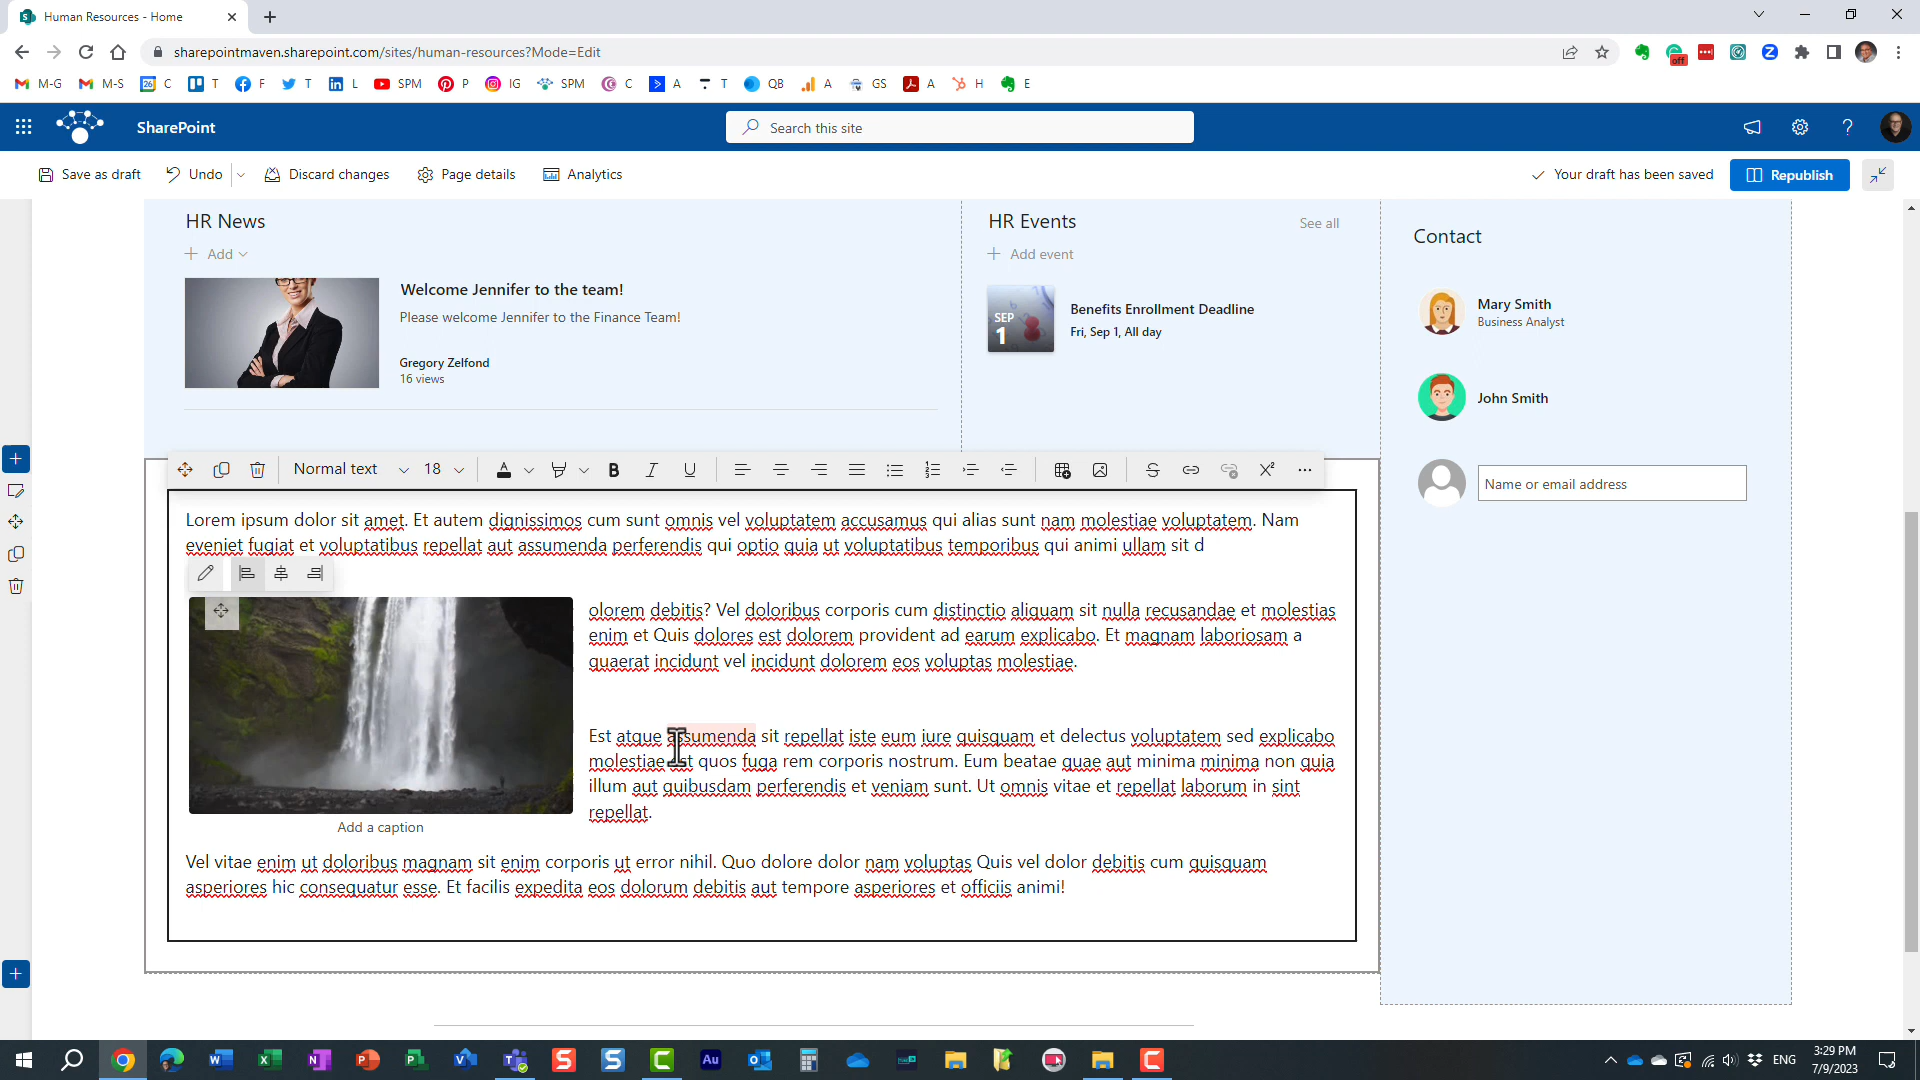 Human Resources - Home
sharepointmaven.sharepoint.com/sites/human-resources?Mode=Edit
off
M-G M-S 26 C T F T L SPM P IG SPM C A T QB A GS A H E
SharePoint
Search this site
Save as draft Undo Discard changes Page details Analytics
Your draft has been saved Republish
HR News
Add
Welcome Jennifer to the team!
Please welcome Jennifer to the Finance Team!
Gregory Zelfond
16 views
HR Events See all
Add event
SEP
1
Benefits Enrollment Deadline
Fri, Sep 1, All day
Contact
Mary Smith
Business Analyst
John Smith
Name or email address
Normal text 18 A B I U X²
Lorem ipsum dolor sit amet. Et autem dignissimos cum sunt omnis vel voluptatem accusamus qui alias sunt nam molestiae voluptatem. Nam
eveniet fugiat et voluptatibus repellat aut assumenda perferendis qui optio quia ut voluptatibus temporibus qui animi ullam sit d
olorem debitis? Vel doloribus corporis cum distinctio aliquam sit nulla recusandae et molestias
enim et Quis dolores est dolorem provident ad earum explicabo. Et magnam laboriosam a
quaerat incidunt vel incidunt dolorem eos voluptas molestiae.
Est atque assumenda sit repellat iste eum iure quisquam et delectus voluptatem sed explicabo
molestiae est quos fuga rem corporis nostrum. Eum beatae quae aut minima minima non quia
illum aut quibusdam perferendis et veniam sunt. Ut omnis vitae et repellat laborum in sint
repellat.
Add a caption
Vel vitae enim ut doloribus magnam sit enim corporis ut error nihil. Quo dolore dolor nam voluptas Quis vel dolor debitis cum quisquam
asperiores hic consequatur esse. Et facilis expedita eos dolorum debitis aut tempore asperiores et officiis animi!
ENG
3:29 PM
7/9/2023